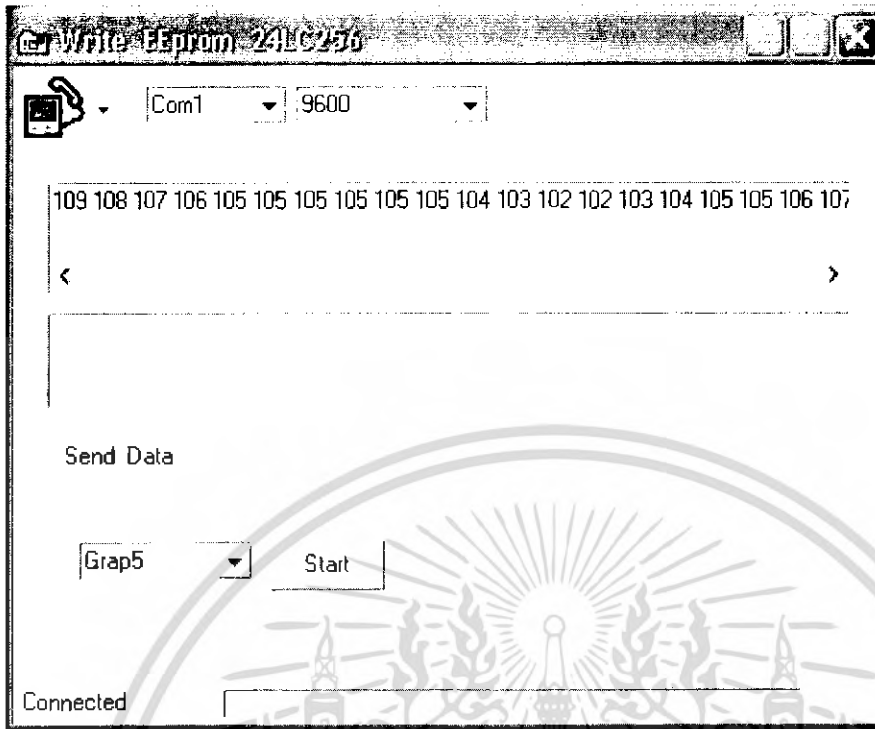 Write EEprom 24LC256
Com1 9600
109 108 107 106 105 105 105 105 105 105 104 103 102 102 103 104 105 105 106 107
< >
Send Data
Grap5 Start
Connected